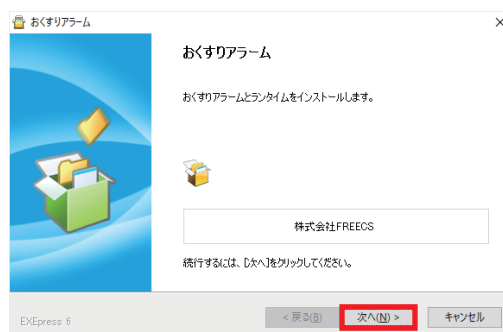 おくすりアラーム
おくすりアラーム
おくすりアラームとランタイムをインストールします。
株式会社FREECS
続行するには、[次へ]をクリックしてください。
EXEpress 6
< 戻る(B)
次へ(N) >
キャンセル